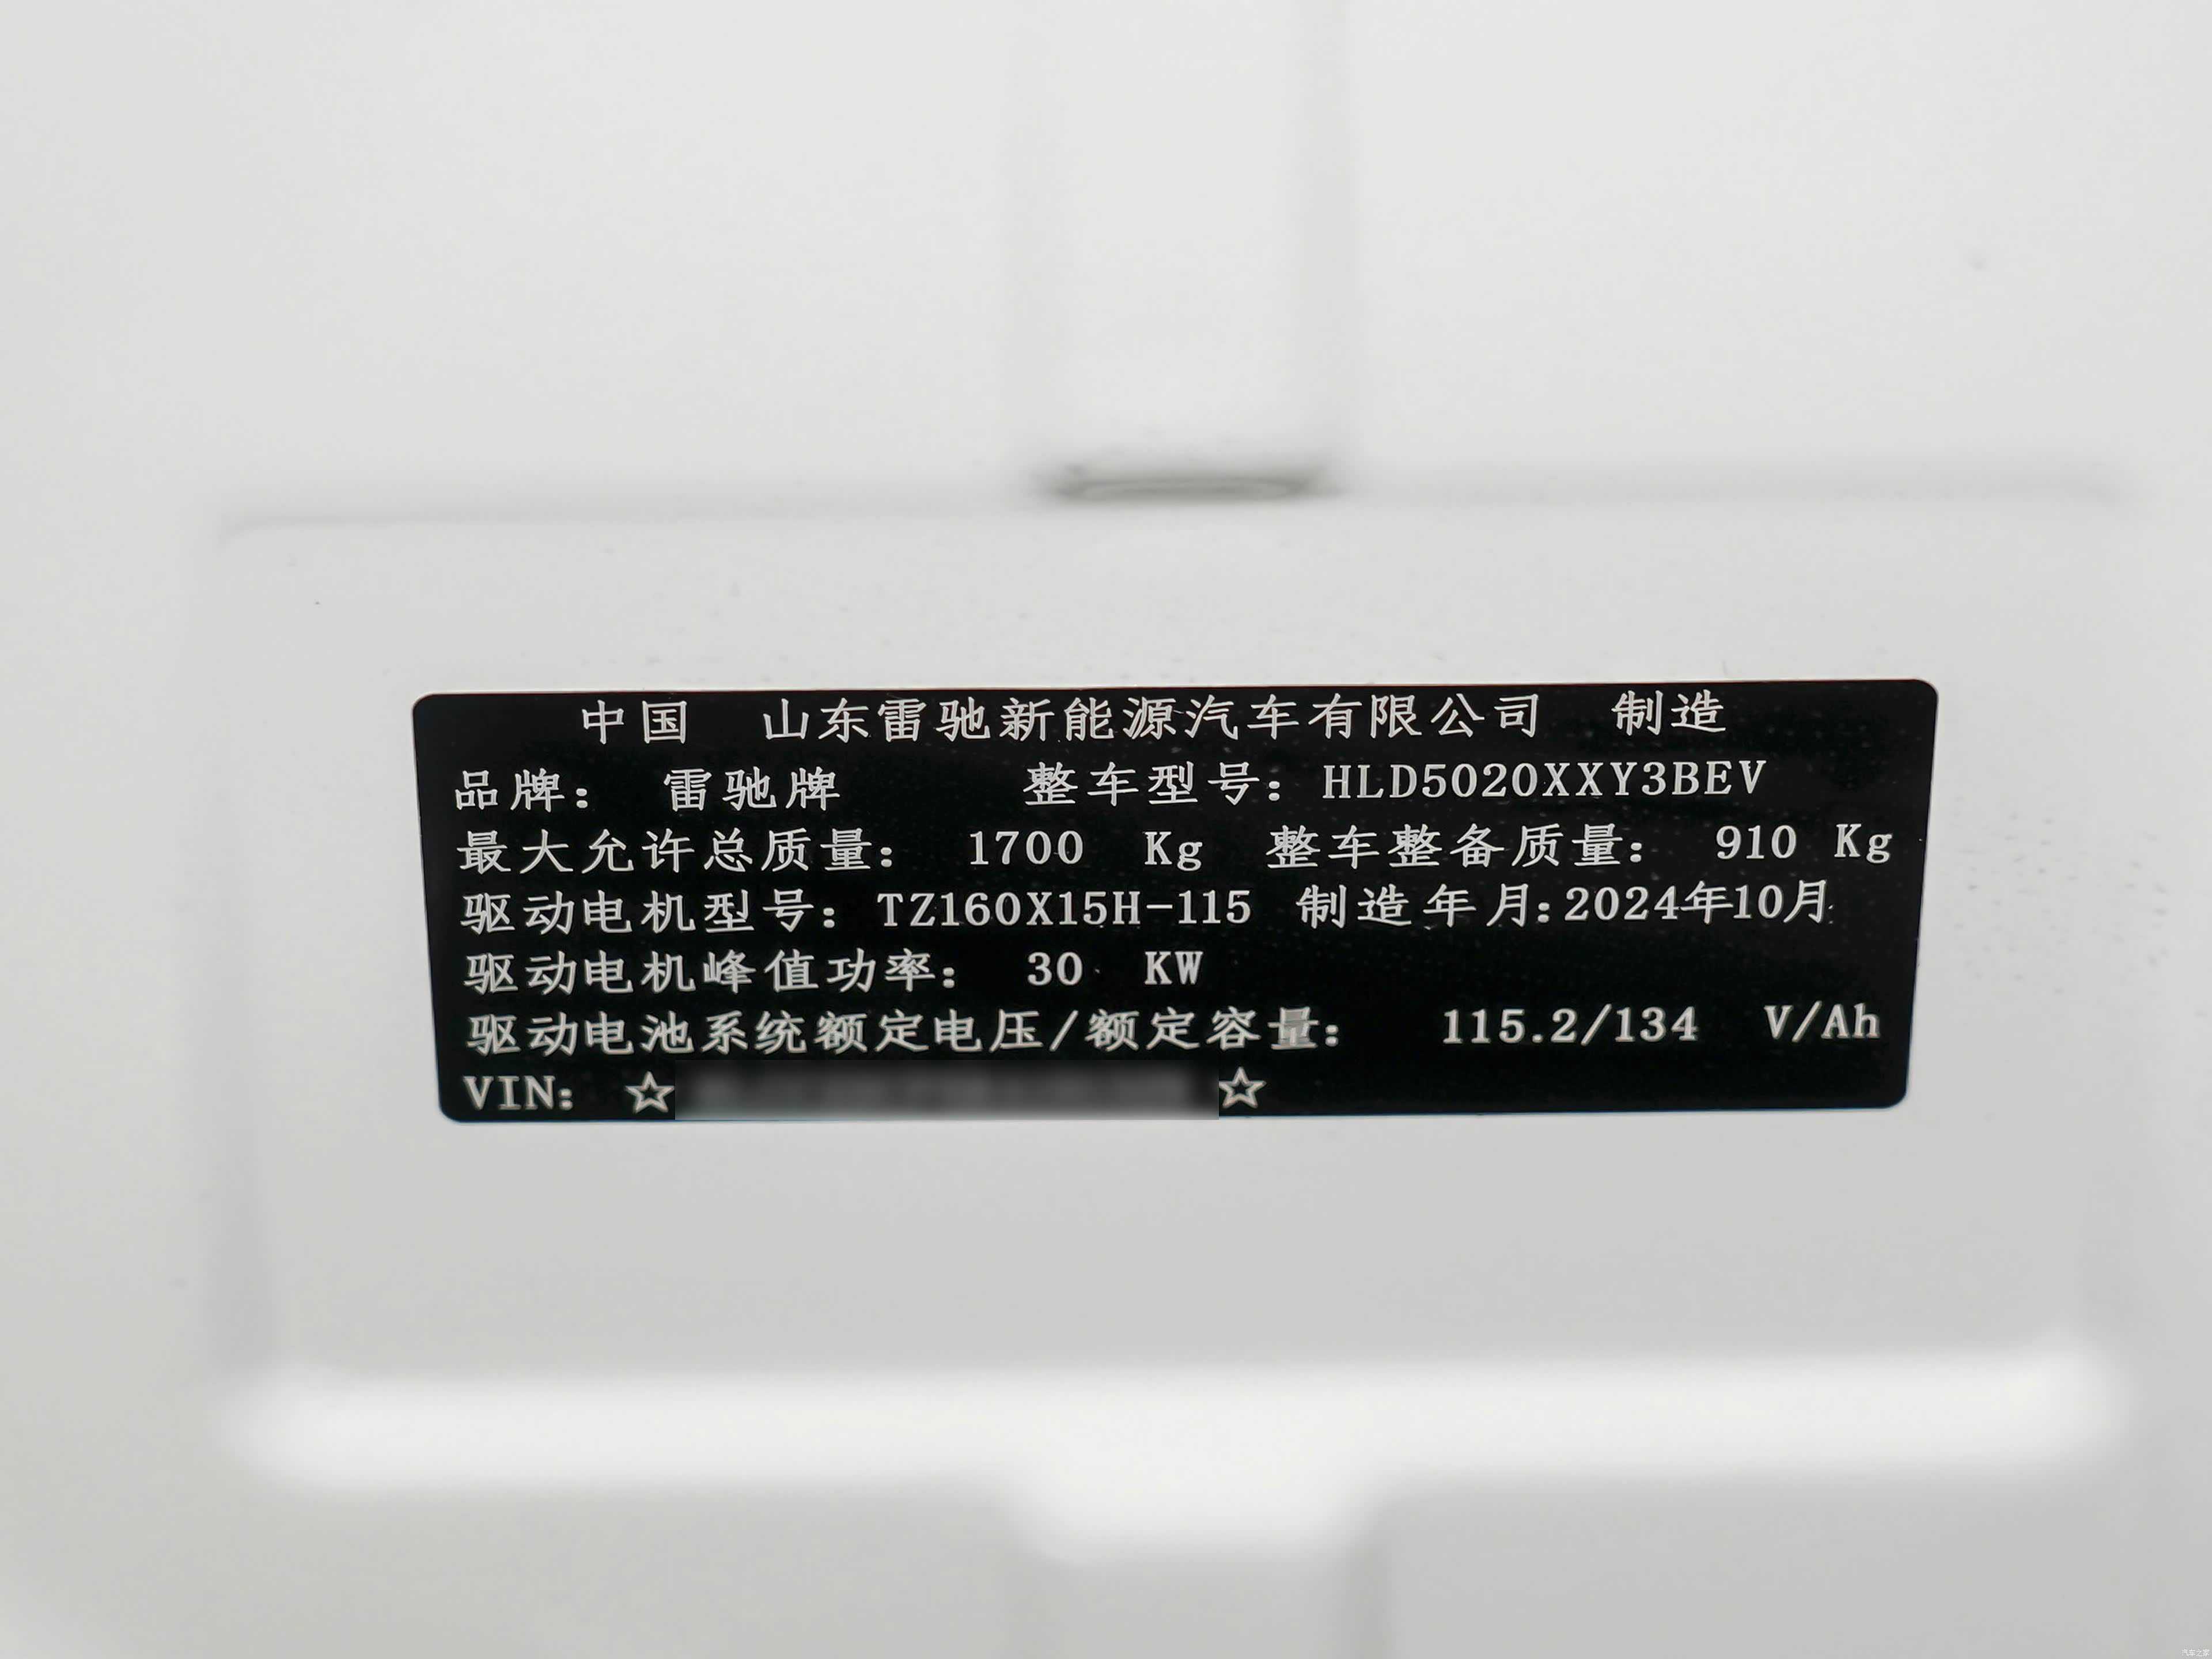 中国 山东雷驰新能源汽车有限公司 制造
品牌： 雷驰牌 整车型号：HLD5020XXY3BEV
最大允许总质量： 1700 Kg 整车整备质量： 910 Kg
驱动电机型号：TZ160X15H-115 制造年月:2024年10月
驱动电机峰值功率： 30 KW
驱动电池系统额定电压/额定容量： 115.2/134 V/Ah
VIN： ☆ ☆
汽车之家